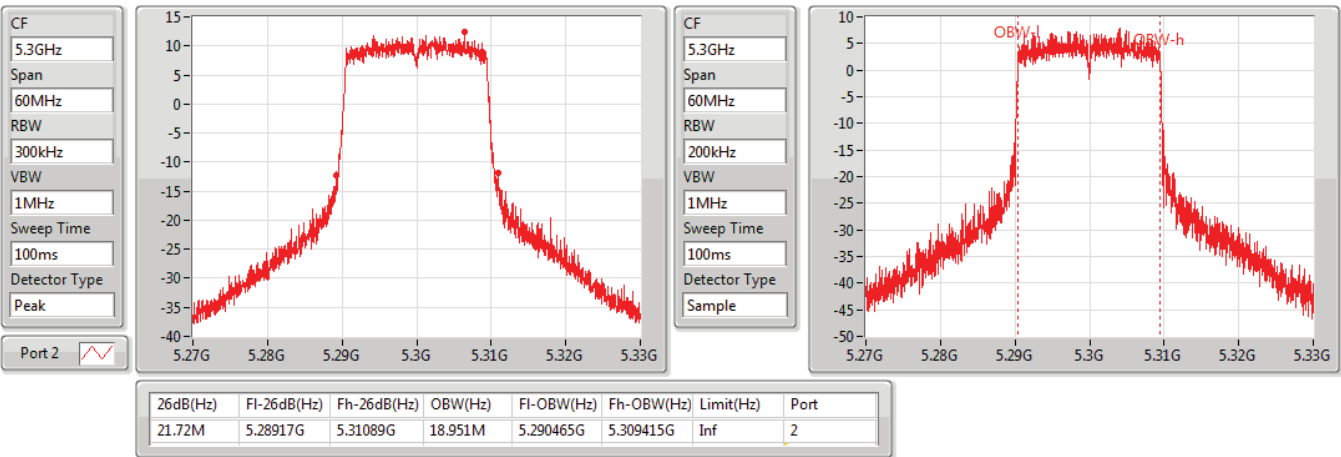 CF
5.3GHz
Span
60MHz
RBW
300kHz
VBW
1MHz
Sweep Time
100ms
Detector Type
Peak
Port 2
15
10
5
0
-5
-10
-15
-20
-25
-30
-35
-40
5.27G 5.28G 5.29G 5.3G 5.31G 5.32G 5.33G
CF
5.3GHz
Span
60MHz
RBW
200kHz
VBW
1MHz
Sweep Time
100ms
Detector Type
Sample
OBW-l OBW-h
10
5
0
-5
-10
-15
-20
-25
-30
-35
-40
-45
-50
5.27G 5.28G 5.29G 5.3G 5.31G 5.32G 5.33G
26dB(Hz) Fl-26dB(Hz) Fh-26dB(Hz) OBW(Hz) Fl-OBW(Hz) Fh-OBW(Hz) Limit(Hz) Port
21.72M 5.28917G 5.31089G 18.951M 5.290465G 5.309415G Inf 2